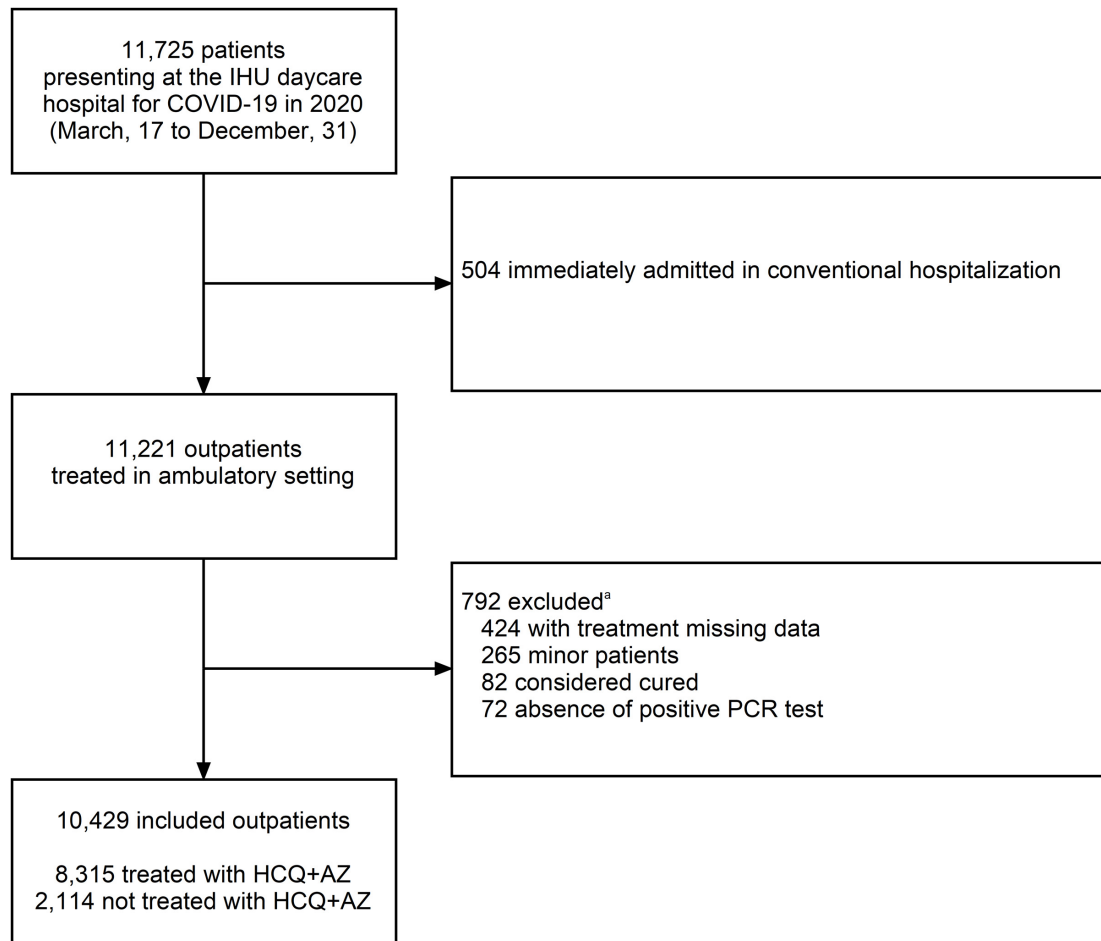 11,725 patients
presenting at the IHU daycare
hospital for COVID-19 in 2020
(March, 17 to December, 31)
504 immediately admitted in conventional hospitalization
11,221 outpatients
treated in ambulatory setting
792 excludedᵃ
424 with treatment missing data
265 minor patients
82 considered cured
72 absence of positive PCR test
10,429 included outpatients
8,315 treated with HCQ+AZ
2,114 not treated with HCQ+AZ